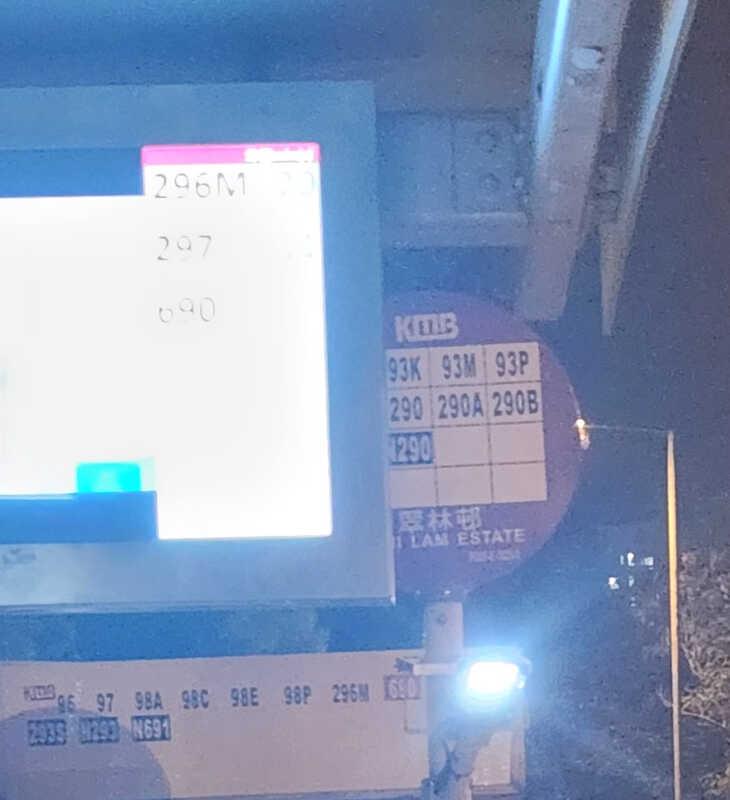 296M
297
690
KMB
93K 93M 93P
290 290A 290B
N290
翠林邨
LAM ESTATE
KMB 96 97 98A 98C 98E 98P 296M 690
293S N293 N691